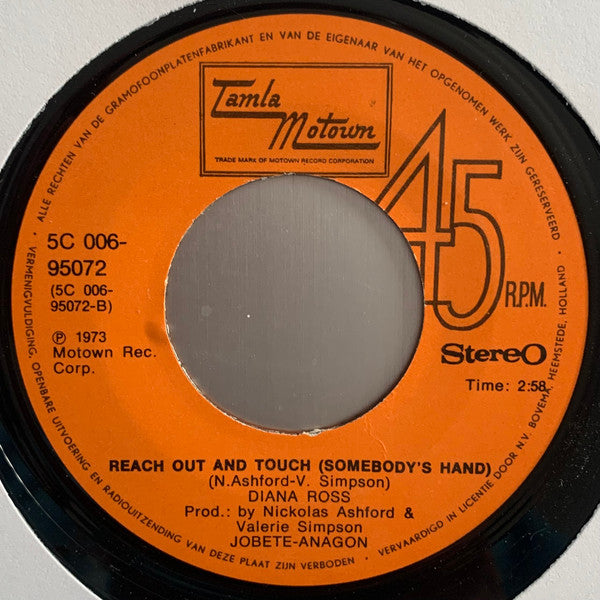 ALLE RECHTEN VAN DE GRAMOFOONPLATENFABRIKANT EN VAN DE EIGENAAR VAN HET OPGENOMEN WERK ZIJN GERESERVEERD
Tamla
Motown
TRADE MARK OF MOTOWN RECORD CORPORATION
45
R.P.M.
5C 006-
95072
(5C 006-
95072-B)
℗ 1973
Motown Rec.
Corp.
Stereo
Time: 2:58
REACH OUT AND TOUCH (SOMEBODY'S HAND)
(N.Ashford-V. Simpson)
DIANA ROSS
Prod.: by Nickolas Ashford &
Valerie Simpson
JOBETE-ANAGON
VERMENIGVULDIGING, OPENBARE UITVOERING EN RADIOUITZENDING VAN DEZE PLAAT ZIJN VERBODEN
VERVAARDIGD IN LICENTIE DOOR N.V. BOVEMA, HEEMSTEDE, HOLLAND